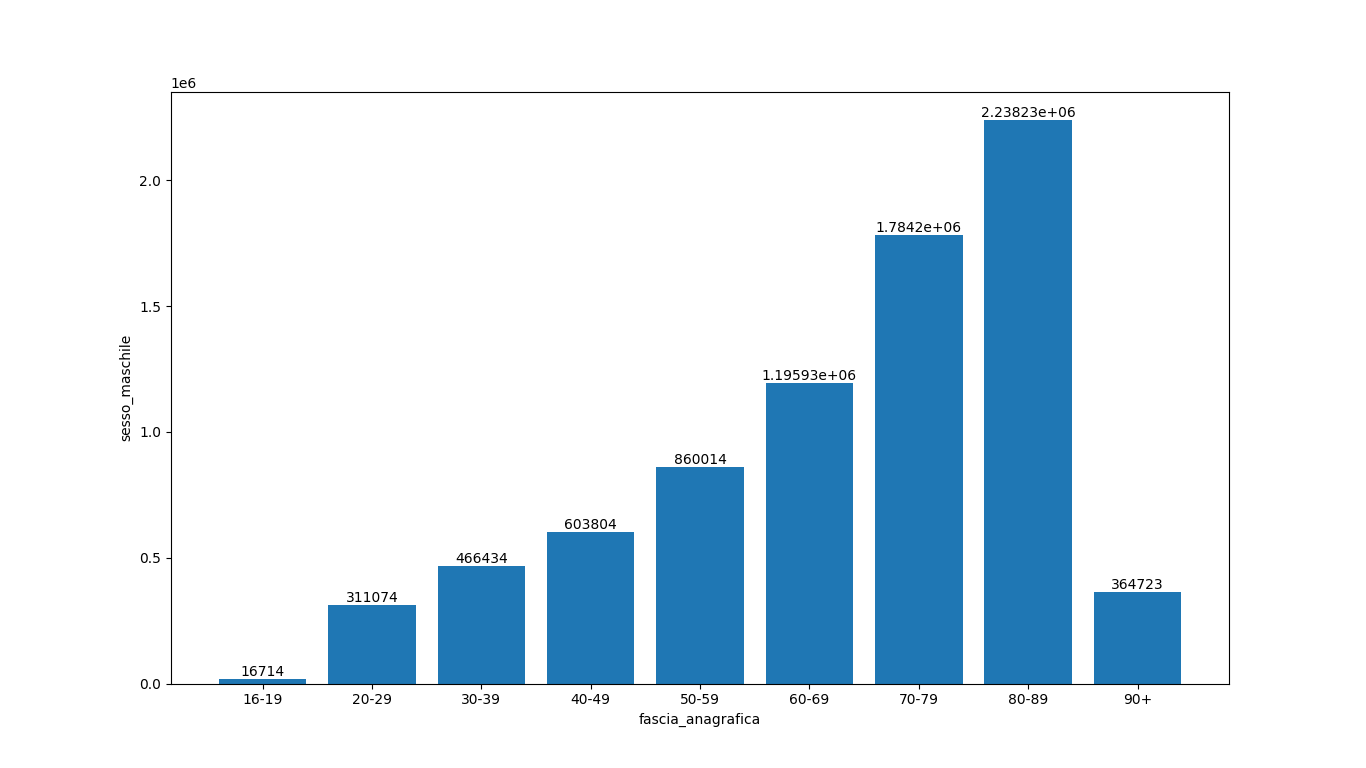 1e6
2.23823e+06
2.0
1.7842e+06
1.5
sesso_maschile
1.19593e+06
1.0
860014
603804
0.5
466434
364723
311074
16714
0.0
16-19 20-29 30-39 40-49 50-59 60-69 70-79 80-89 90+
fascia_anagrafica